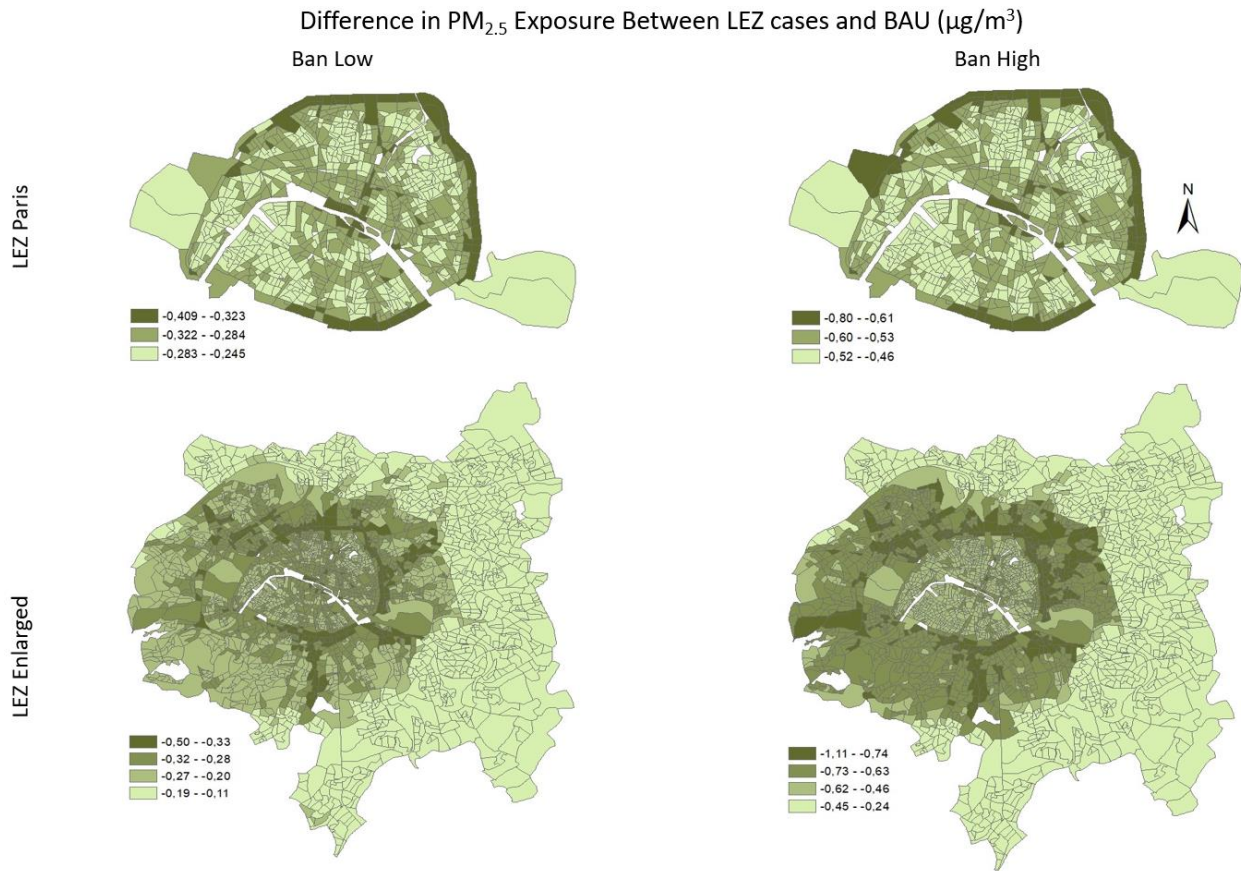 Difference in PM2.5 Exposure Between LEZ cases and BAU (µg/m³)
Ban Low
Ban High
LEZ Paris
N
-0,409 - -0,323
-0,322 - -0,284
-0,283 - -0,245
-0,80 - -0,61
-0,60 - -0,53
-0,52 - -0,46
LEZ Enlarged
-0,50 - -0,33
-0,32 - -0,28
-0,27 - -0,20
-0,19 - -0,11
-1,11 - -0,74
-0,73 - -0,63
-0,62 - -0,46
-0,45 - -0,24